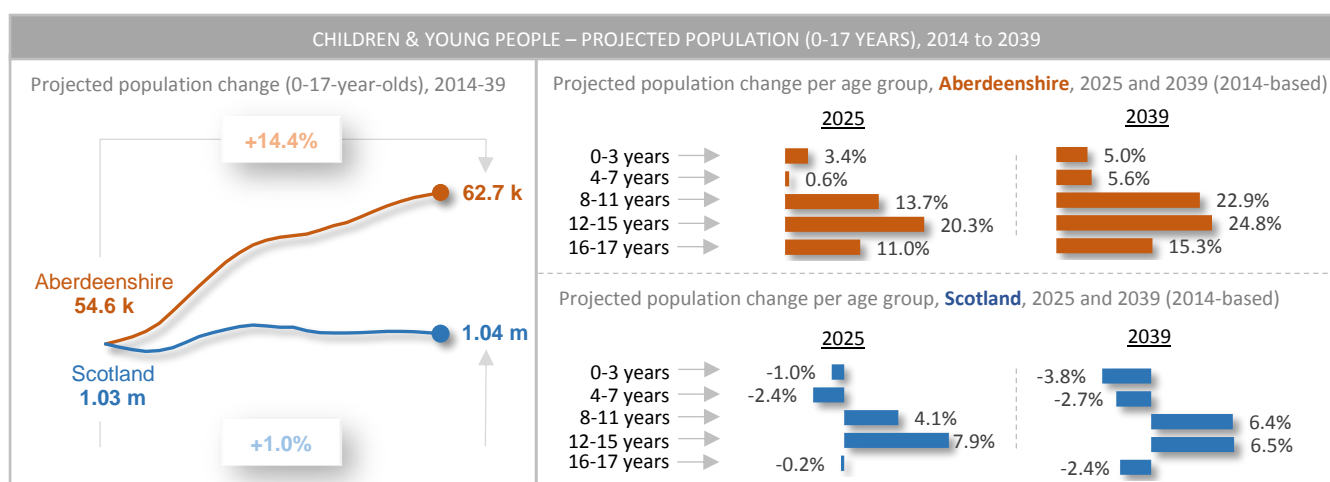 CHILDREN & YOUNG PEOPLE – PROJECTED POPULATION (0-17 YEARS), 2014 to 2039
Projected population change (0-17-year-olds), 2014-39
+14.4%
62.7 k
Aberdeenshire
54.6 k
1.04 m
Scotland
1.03 m
+1.0%
Projected population change per age group, Aberdeenshire, 2025 and 2039 (2014-based)
2025 2039
0-3 years 3.4% 5.0%
4-7 years 0.6% 5.6%
8-11 years 13.7% 22.9%
12-15 years 20.3% 24.8%
16-17 years 11.0% 15.3%
Projected population change per age group, Scotland, 2025 and 2039 (2014-based)
2025 2039
0-3 years -1.0% -3.8%
4-7 years -2.4% -2.7%
8-11 years 4.1% 6.4%
12-15 years 7.9% 6.5%
16-17 years -0.2% -2.4%